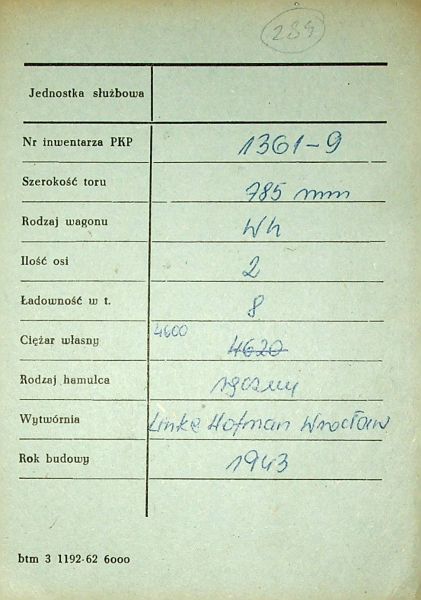 284
Jednostka służbowa
Nr inwentarza PKP 1361-9
Szerokość toru 785 mm
Rodzaj wagonu Wh
Ilość osi 2
Ładowność w t. 8
4600
Ciężar własny 4620
Rodzaj hamulca ręczny
Wytwórnia Linke Hofman Wrocław
Rok budowy 1943
btm 3 1192-62 6000